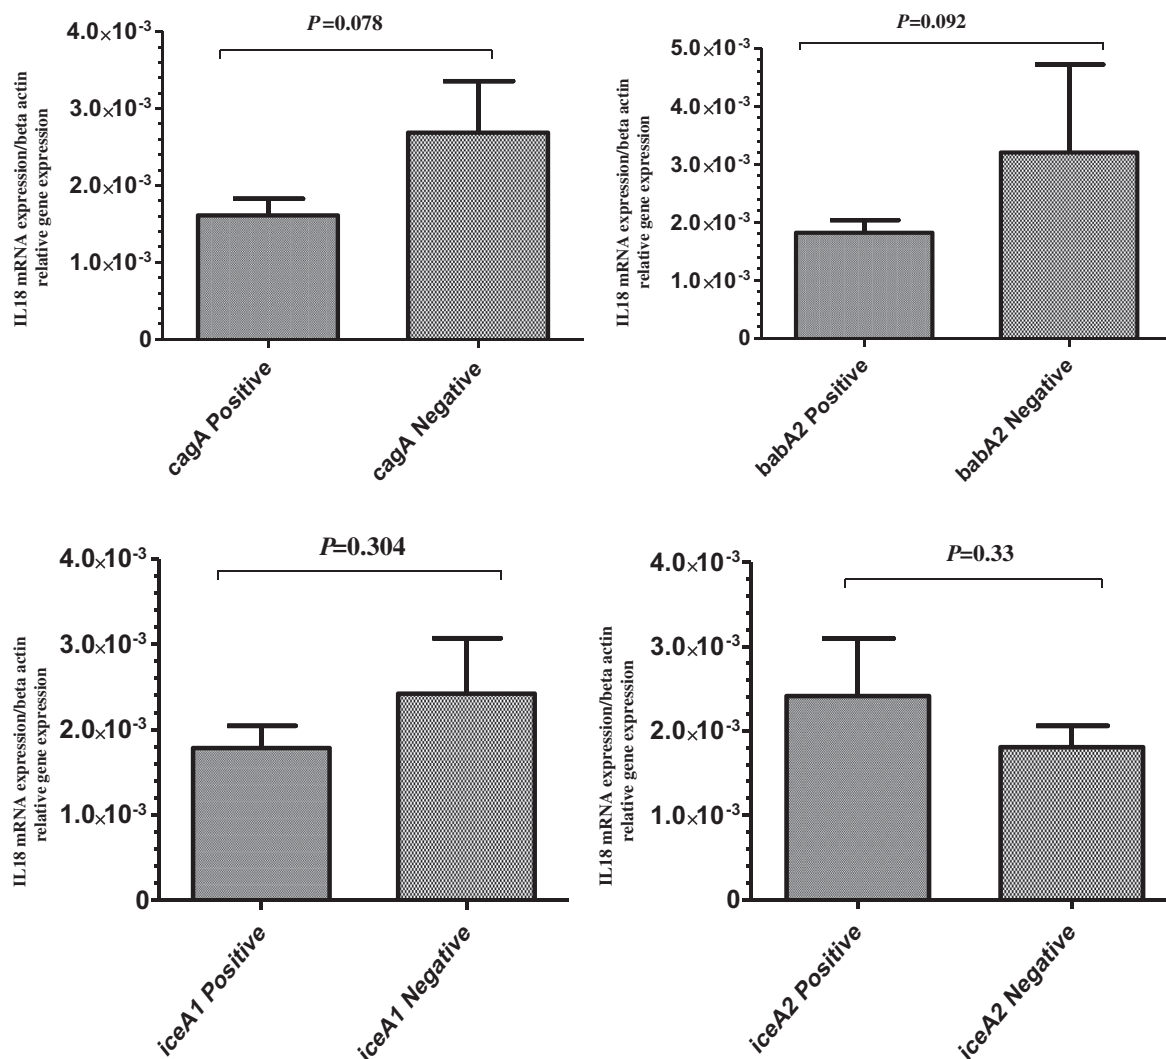 P=0.078
4.0×10⁻³
3.0×10⁻³
2.0×10⁻³
1.0×10⁻³
0
IL18 mRNA expression/beta actin
relative gene expression
cagA Positive
cagA Negative
P=0.092
5.0×10⁻³
4.0×10⁻³
3.0×10⁻³
2.0×10⁻³
1.0×10⁻³
0
IL18 mRNA expression/beta actin
relative gene expression
babA2 Positive
babA2 Negative
P=0.304
4.0×10⁻³
3.0×10⁻³
2.0×10⁻³
1.0×10⁻³
0
IL18 mRNA expression/beta actin
relative gene expression
iceA1 Positive
iceA1 Negative
P=0.33
4.0×10⁻³
3.0×10⁻³
2.0×10⁻³
1.0×10⁻³
0
IL18 mRNA expression/beta actin
relative gene expression
iceA2 Positive
iceA2 Negative